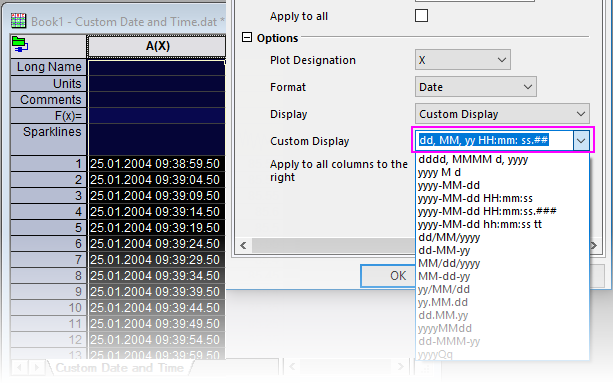 Book1 - Custom Date and Time.dat *
A(X)
Long Name
Units
Comments
F(x)=
Sparklines
1 25.01.2004 09:38:59.50
2 25.01.2004 09:39:04.50
3 25.01.2004 09:39:09.50
4 25.01.2004 09:39:14.50
5 25.01.2004 09:39:19.50
6 25.01.2004 09:39:24.50
7 25.01.2004 09:39:29.50
8 25.01.2004 09:39:34.50
9 25.01.2004 09:39:39.50
10 25.01.2004 09:39:44.50
11 25.01.2004 09:39:49.50
12 25.01.2004 09:39:54.50
13 25.01.2004 09:39:59.50
Custom Date and Time
Apply to all
Options
Plot Designation X
Format Date
Display Custom Display
Custom Display dd, MM, yy HH:mm: ss.##
Apply to all columns to the
right
dddd, MMMM d, yyyy
yyyy M d
yyyy-MM-dd
yyyy-MM-dd HH:mm:ss.
yyyy-MM-dd HH:mm:ss.###
yyyy-MM-dd hh:mm:ss tt
dd/MM/yyyy
dd-MM-yy
MM/dd/yyyy
MM-dd-yy
yy/MM/dd
yy.MM.dd
dd.MM.yy
yyyyMMdd
dd-MMM-yy
yyyyQq
OK